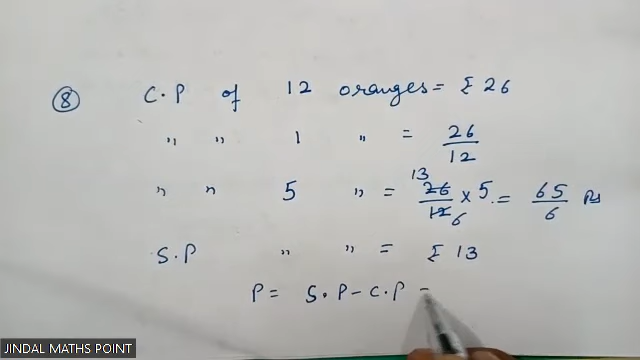 ⑧ C.P of 12 oranges = ₹ 26
" " 1 " = 26/12
" " 5 " = 13 26/12 6 × 5 = 65/6 Rs
S.P " " = ₹ 13
P = S.P - C.P =
JINDAL MATHS POINT